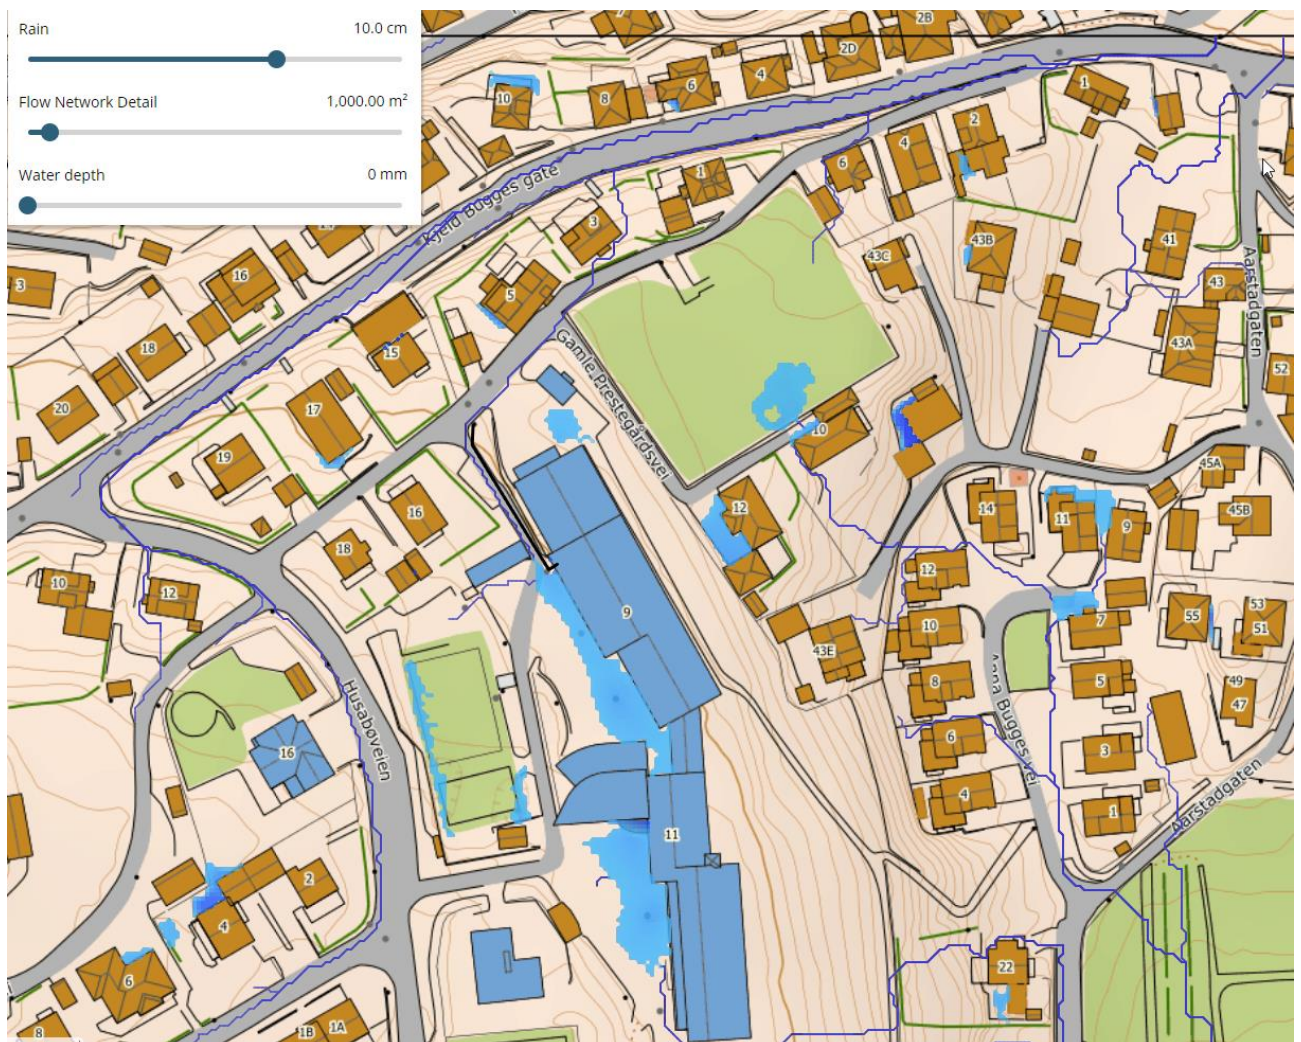 Rain 10.0 cm
Flow Network Detail 1,000.00 m²
Water depth 0 mm
2B
2D
4
6
8
10
1
2
4
6
1
3
5
Kjeld Bugges gate
16
3
18
20
15
17
19
43C
43B
41
43
43A
52
Aarstadgaten
Gamle Prestegårdsvei
10
12
16
18
9
14
11
9
45A
45B
12
10
8
6
4
7
5
3
1
55
53
51
49
47
43E
Anna Bugges vei
Aarstadgaten
10
12
Husabøveien
16
11
2
4
6
8
1B
1A
22